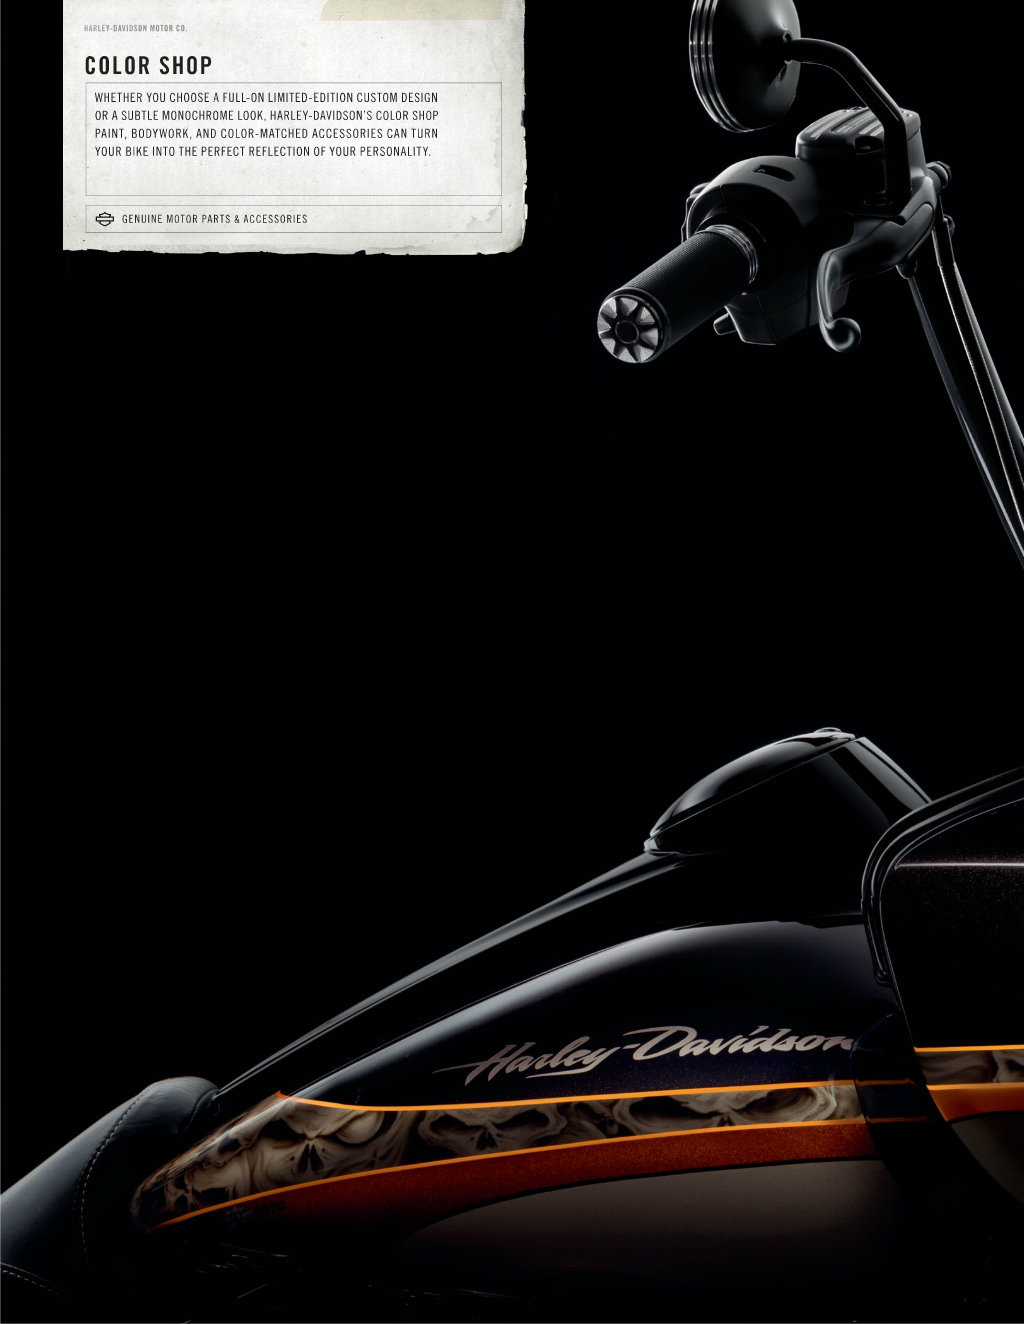 HARLEY-DAVIDSON MOTOR CO.
COLOR SHOP
WHETHER YOU CHOOSE A FULL-ON LIMITED-EDITION CUSTOM DESIGN
OR A SUBTLE MONOCHROME LOOK, HARLEY-DAVIDSON'S COLOR SHOP
PAINT, BODYWORK, AND COLOR-MATCHED ACCESSORIES CAN TURN
YOUR BIKE INTO THE PERFECT REFLECTION OF YOUR PERSONALITY.
GENUINE MOTOR PARTS & ACCESSORIES
Harley-Davidson